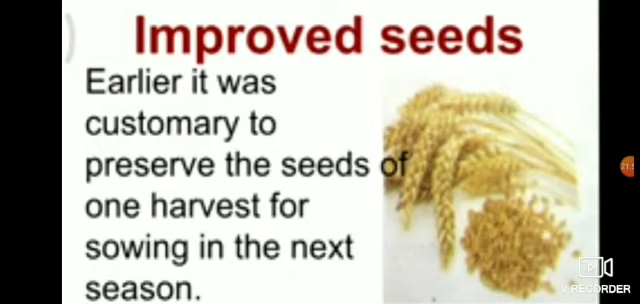 Improved seeds
Earlier it was
customary to
preserve the seeds of
one harvest for
sowing in the next
season.
V RECORDER